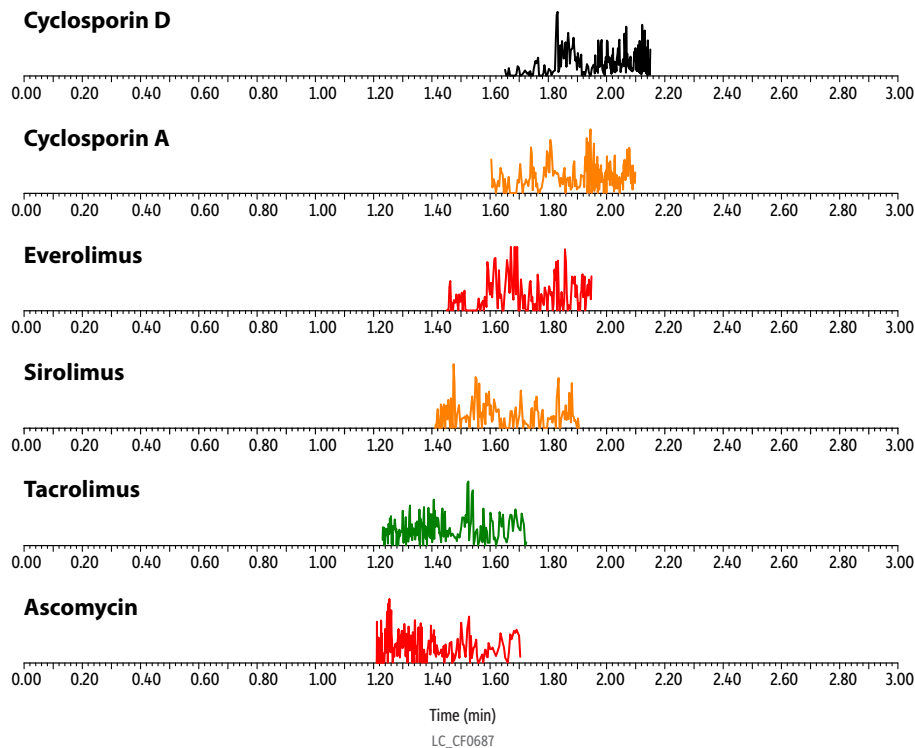 Cyclosporin D
0.00 0.20 0.40 0.60 0.80 1.00 1.20 1.40 1.60 1.80 2.00 2.20 2.40 2.60 2.80 3.00
Cyclosporin A
0.00 0.20 0.40 0.60 0.80 1.00 1.20 1.40 1.60 1.80 2.00 2.20 2.40 2.60 2.80 3.00
Everolimus
0.00 0.20 0.40 0.60 0.80 1.00 1.20 1.40 1.60 1.80 2.00 2.20 2.40 2.60 2.80 3.00
Sirolimus
0.00 0.20 0.40 0.60 0.80 1.00 1.20 1.40 1.60 1.80 2.00 2.20 2.40 2.60 2.80 3.00
Tacrolimus
0.00 0.20 0.40 0.60 0.80 1.00 1.20 1.40 1.60 1.80 2.00 2.20 2.40 2.60 2.80 3.00
Ascomycin
0.00 0.20 0.40 0.60 0.80 1.00 1.20 1.40 1.60 1.80 2.00 2.20 2.40 2.60 2.80 3.00
Time (min)
LC_CF0687